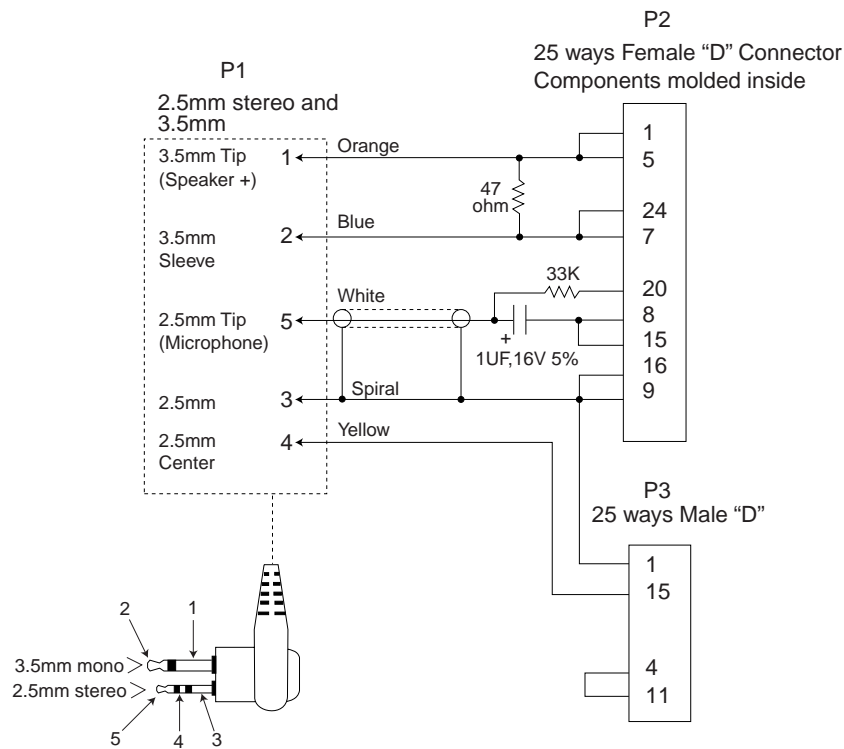 P2
25 ways Female “D” Connector
Components molded inside
P1
2.5mm stereo and
3.5mm
3.5mm Tip
(Speaker +)
1
Orange
1
5
47
ohm
24
3.5mm
Sleeve
2
Blue
7
33K
20
2.5mm Tip
(Microphone)
5
White
8
+
1UF,16V 5%
15
16
2.5mm
3
Spiral
9
2.5mm
Center
4
Yellow
P3
25 ways Male “D”
1
15
4
11
2
1
3.5mm mono
2.5mm stereo
5
4
3